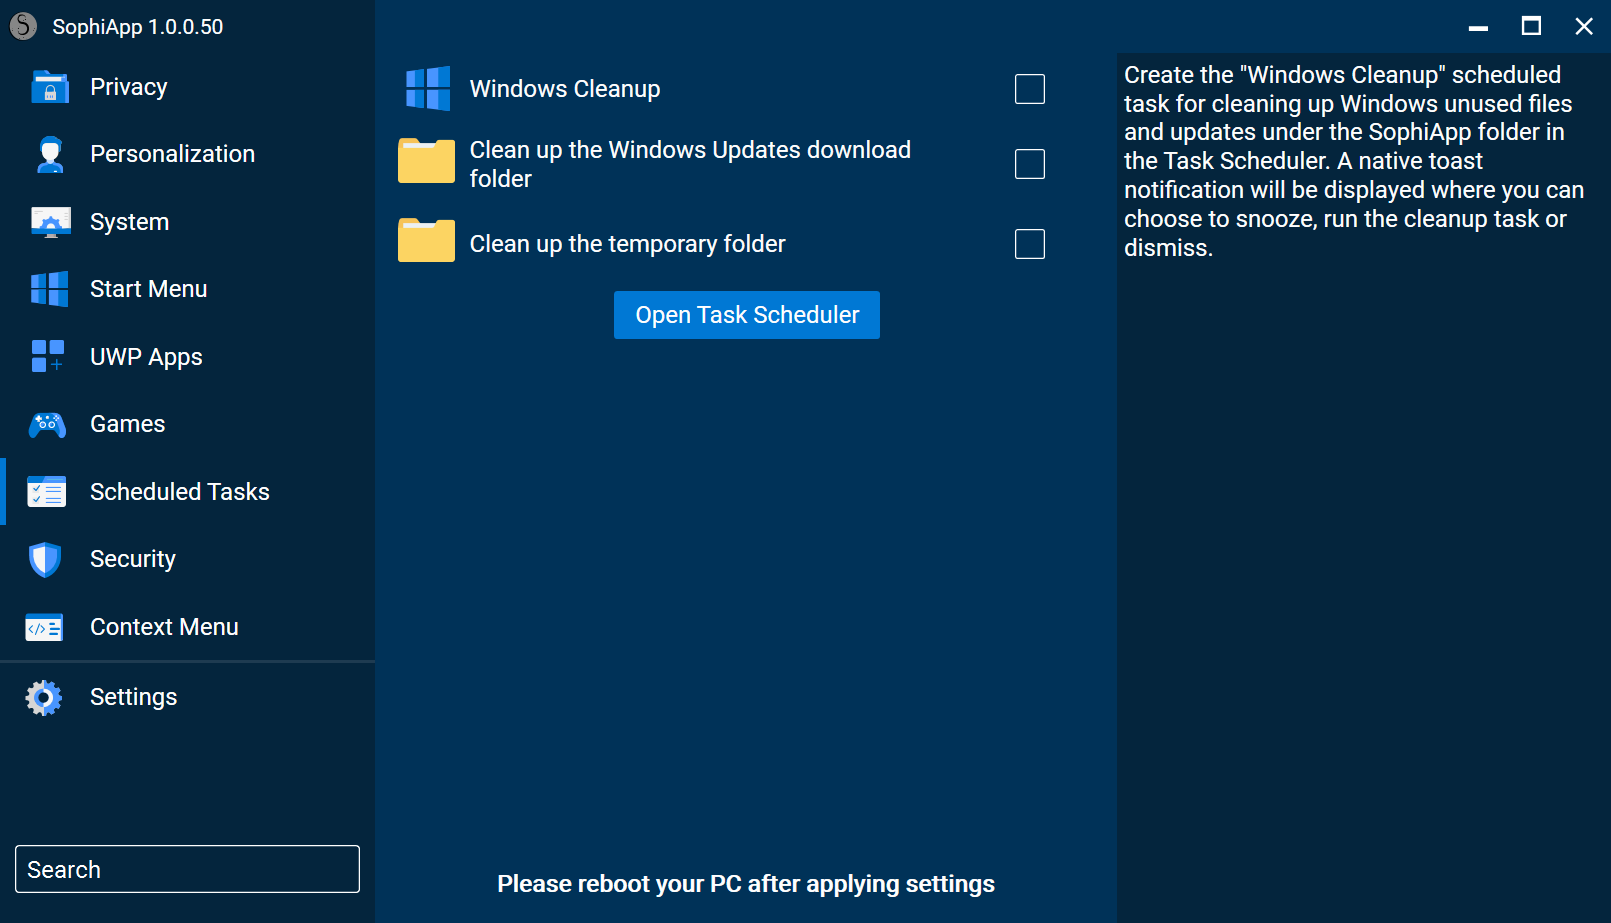 SophiApp 1.0.0.50
Privacy
Personalization
System
Start Menu
UWP Apps
Games
Scheduled Tasks
Security
Context Menu
Settings
Search
Windows Cleanup
Clean up the Windows Updates download
folder
Clean up the temporary folder
Open Task Scheduler
Please reboot your PC after applying settings
Create the "Windows Cleanup" scheduled
task for cleaning up Windows unused files
and updates under the SophiApp folder in
the Task Scheduler. A native toast
notification will be displayed where you can
choose to snooze, run the cleanup task or
dismiss.